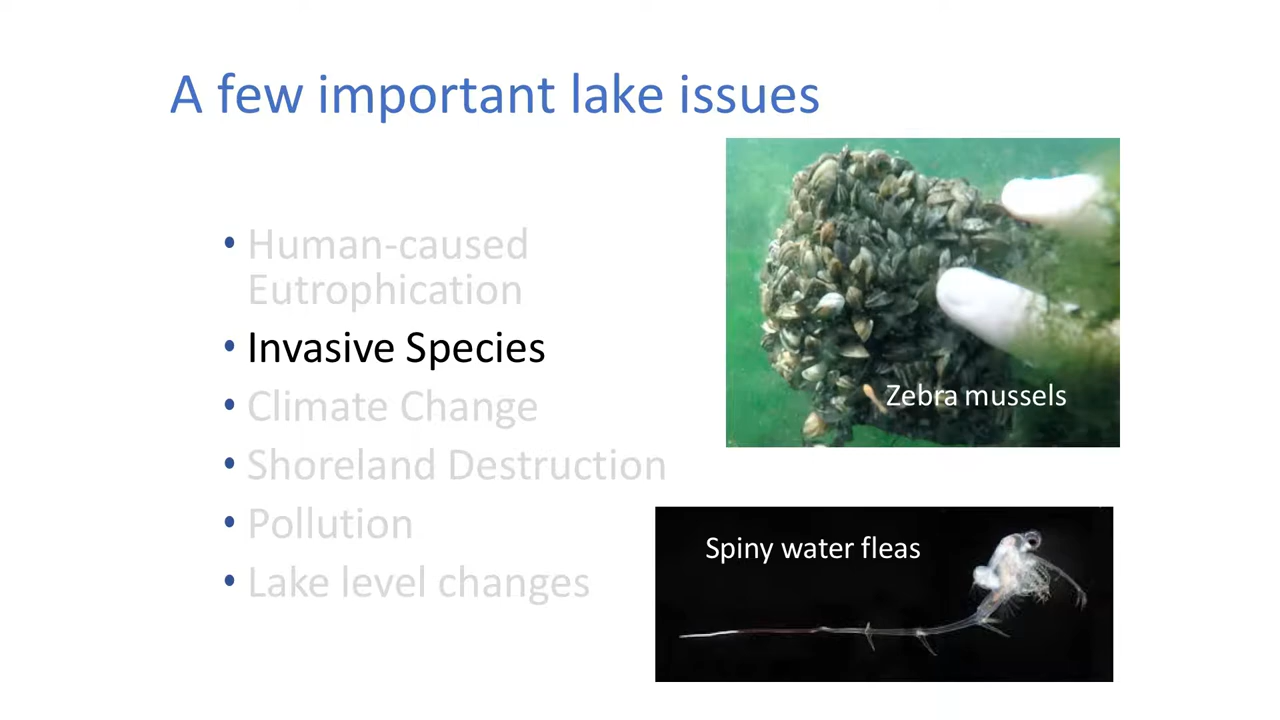 A few important lake issues
• Human-caused
Eutrophication
• Invasive Species
• Climate Change
• Shoreland Destruction
• Pollution
• Lake level changes
Zebra mussels
Spiny water fleas